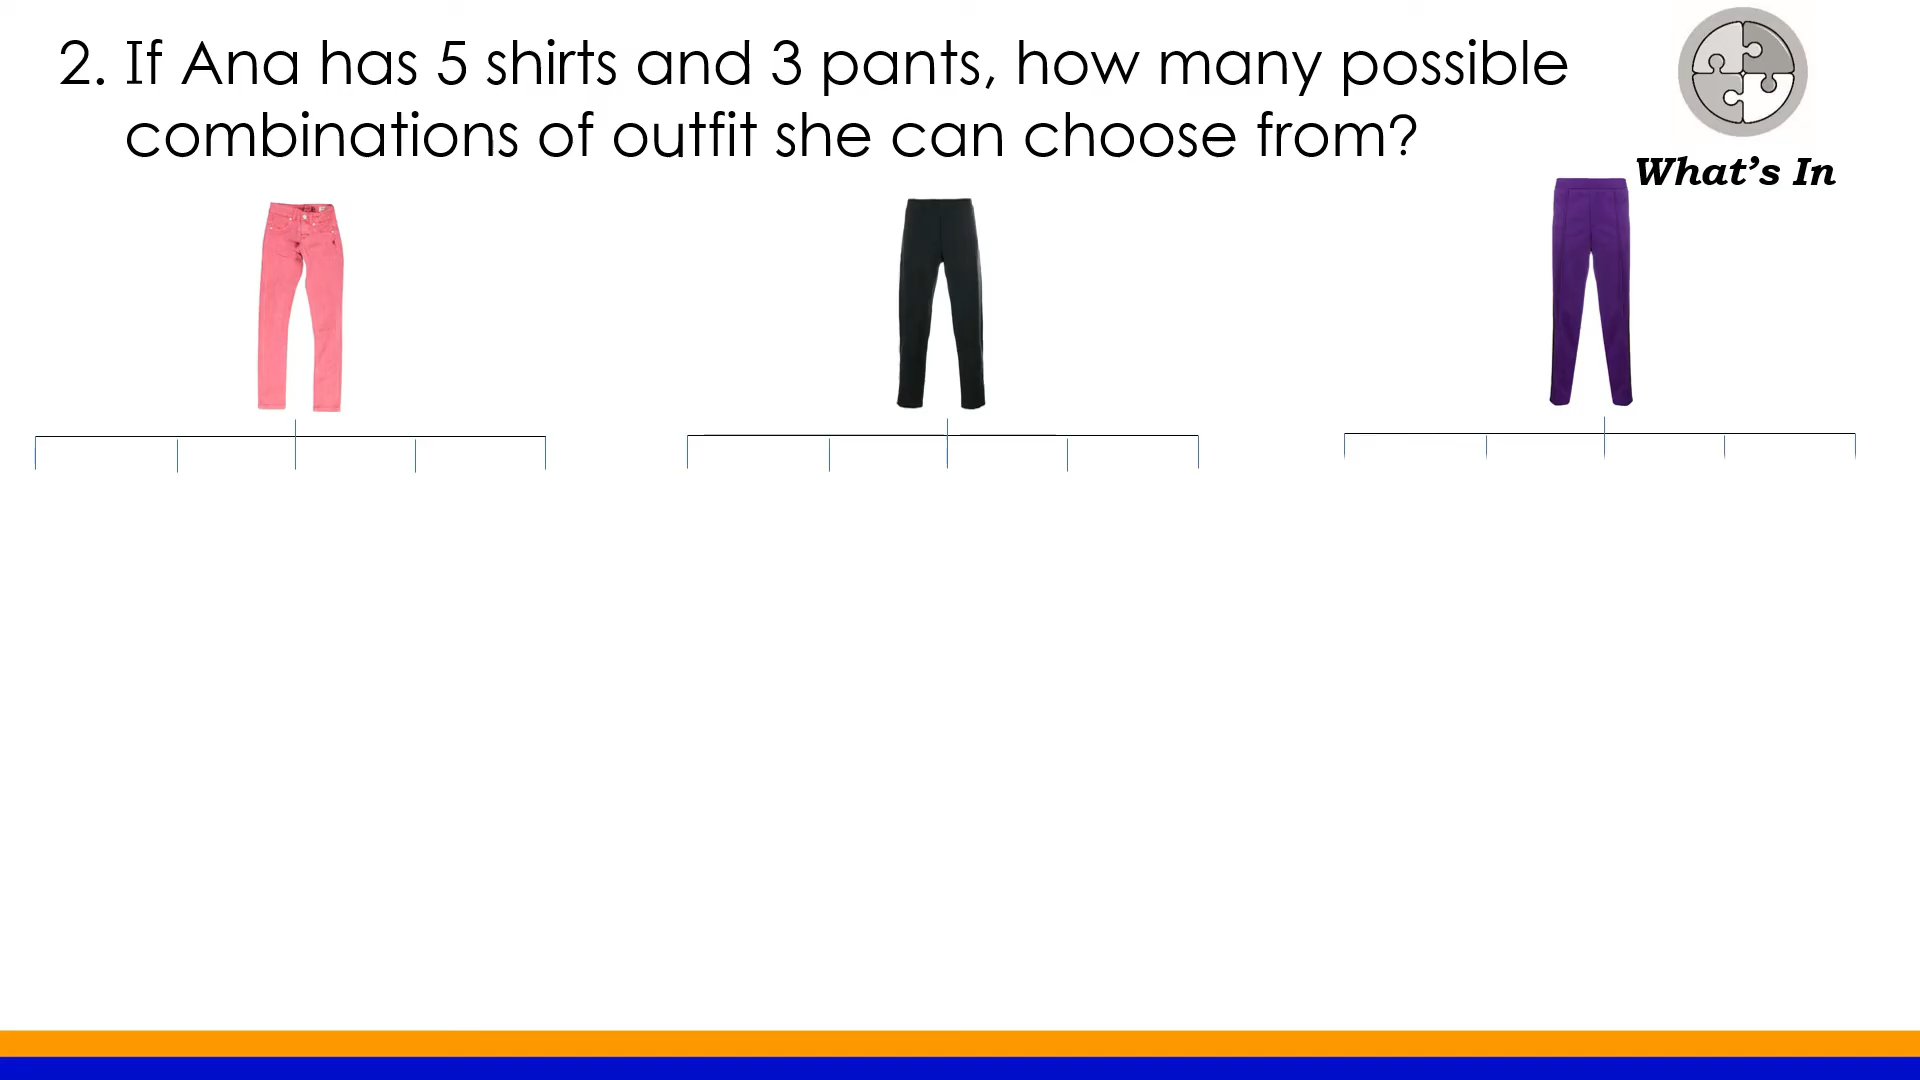 2. If Ana has 5 shirts and 3 pants, how many possible
combinations of outfit she can choose from?
What's In